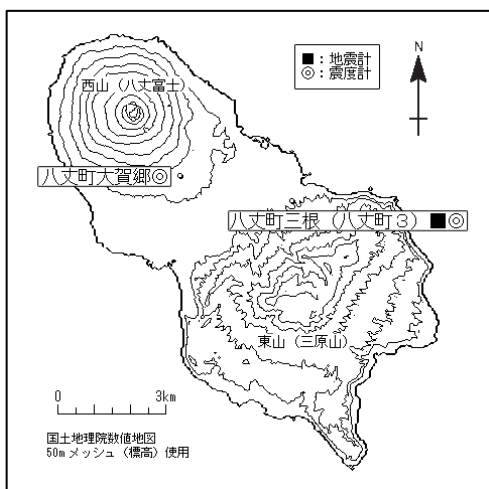 ■：地震計
◎：震度計
N
西山（八丈富士）
八丈町大賀郷◎
八丈町三根（八丈町３）■◎
東山（三原山）
0 3km
国土地理院数値地図
50mメッシュ（標高）使用